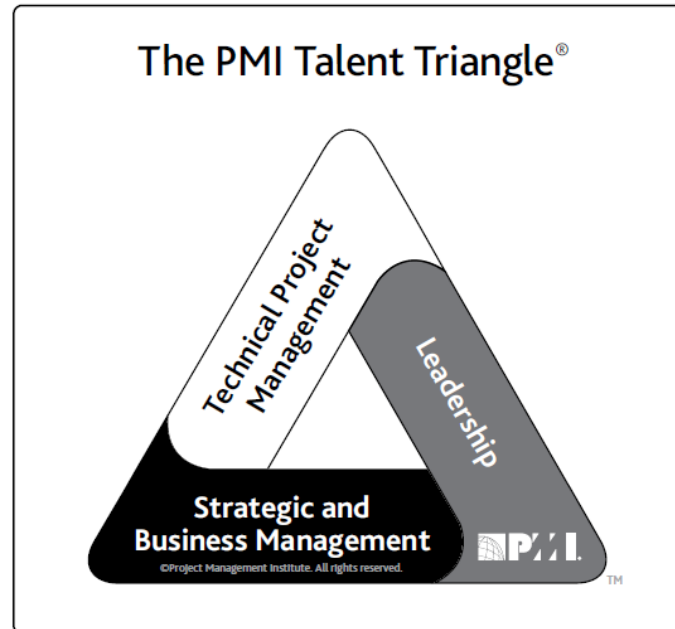 The PMI Talent Triangle®
Technical Project
Management
Leadership
Strategic and
Business Management
©Project Management Institute. All rights reserved.
PMI.
TM